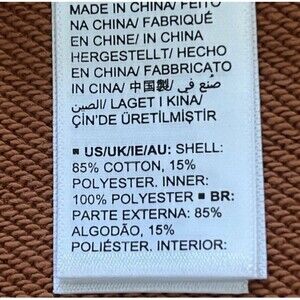 MADE IN CHINA/ FEITO
NA CHINA/ FABRIQUÉ
EN CHINE/ IN CHINA
HERGESTELLT/ HECHO
EN CHINA/ FABBRICATO
IN CINA/ 中国製/ صنع في
الصين/ LAGET I KINA/
ÇİN'DE ÜRETİLMİŞTİR
■ US/UK/IE/AU: SHELL:
85% COTTON, 15%
POLYESTER. INNER:
100% POLYESTER ■ BR:
PARTE EXTERNA: 85%
ALGODÃO, 15%
POLIÉSTER. INTERIOR: